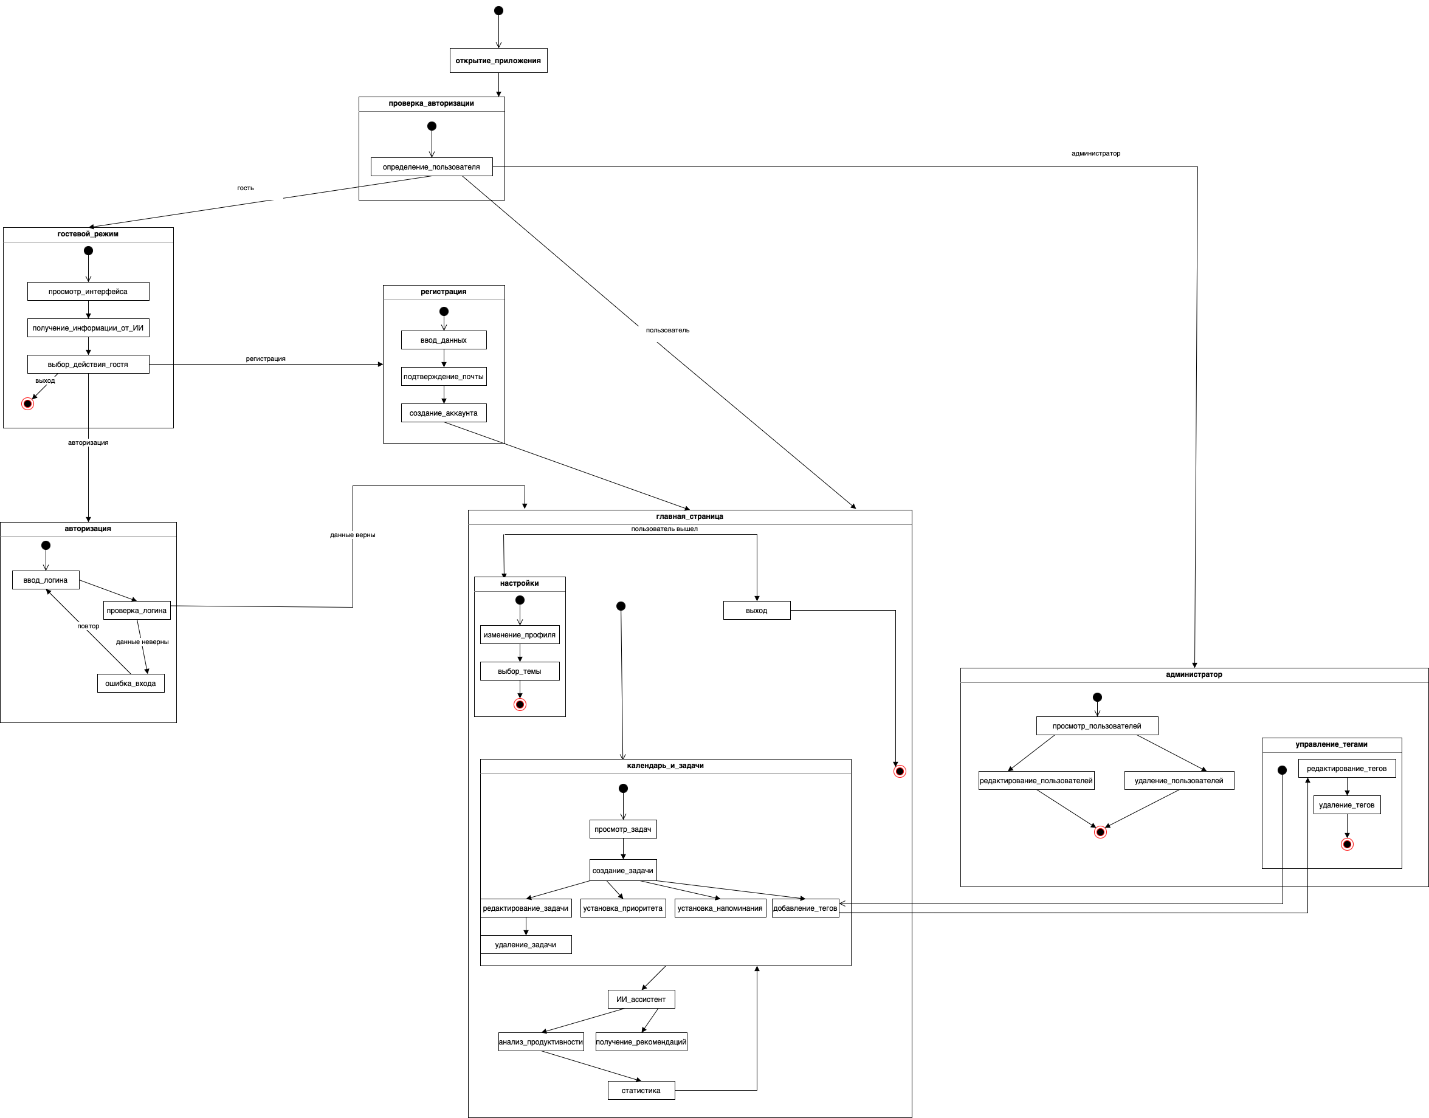 открытие_приложения
проверка_авторизации
определение_пользователя
администратор
гость
гостевой_режим
просмотр_интерфейса
получение_информации_от_ИИ
выбор_действия_гостя
выход
регистрация
регистрация
ввод_данных
подтверждение_почты
создание_аккаунта
пользователь
авторизация
авторизация
ввод_логина
проверка_логина
повтор
данные неверны
ошибка_входа
данные верны
главная_страница
пользователь вышел
настройки
изменение_профиля
выбор_темы
выход
календарь_и_задачи
просмотр_задач
создание_задачи
редактирование_задачи
установка_приоритета
установка_напоминания
добавление_тегов
удаление_задачи
ИИ_ассистент
анализ_продуктивности
получение_рекомендаций
статистика
администратор
просмотр_пользователей
редактирование_пользователей
удаление_пользователей
управление_тегами
редактирование_тегов
удаление_тегов